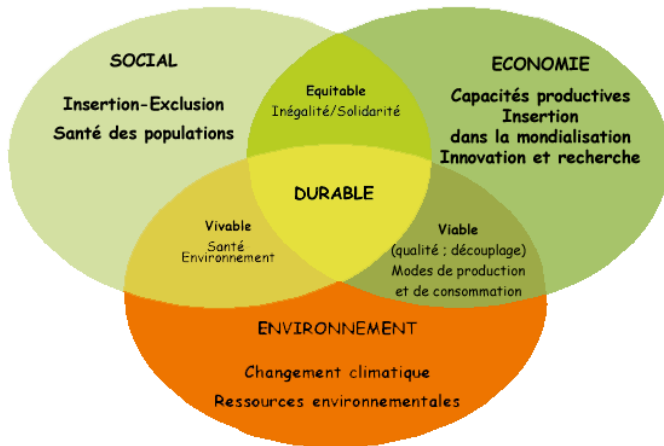 SOCIAL
Insertion-Exclusion
Santé des populations
Equitable
Inégalité/Solidarité
ECONOMIE
Capacités productives
Insertion
dans la mondialisation
Innovation et recherche
DURABLE
Vivable
Santé
Environnement
Viable
(qualité ; découplage)
Modes de production
et de consommation
ENVIRONNEMENT
Changement climatique
Ressources environnementales